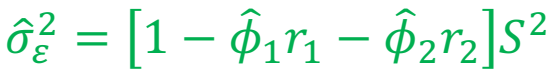 σ̂²_ε = [1 − ϕ̂₁r₁ − ϕ̂₂r₂]S²